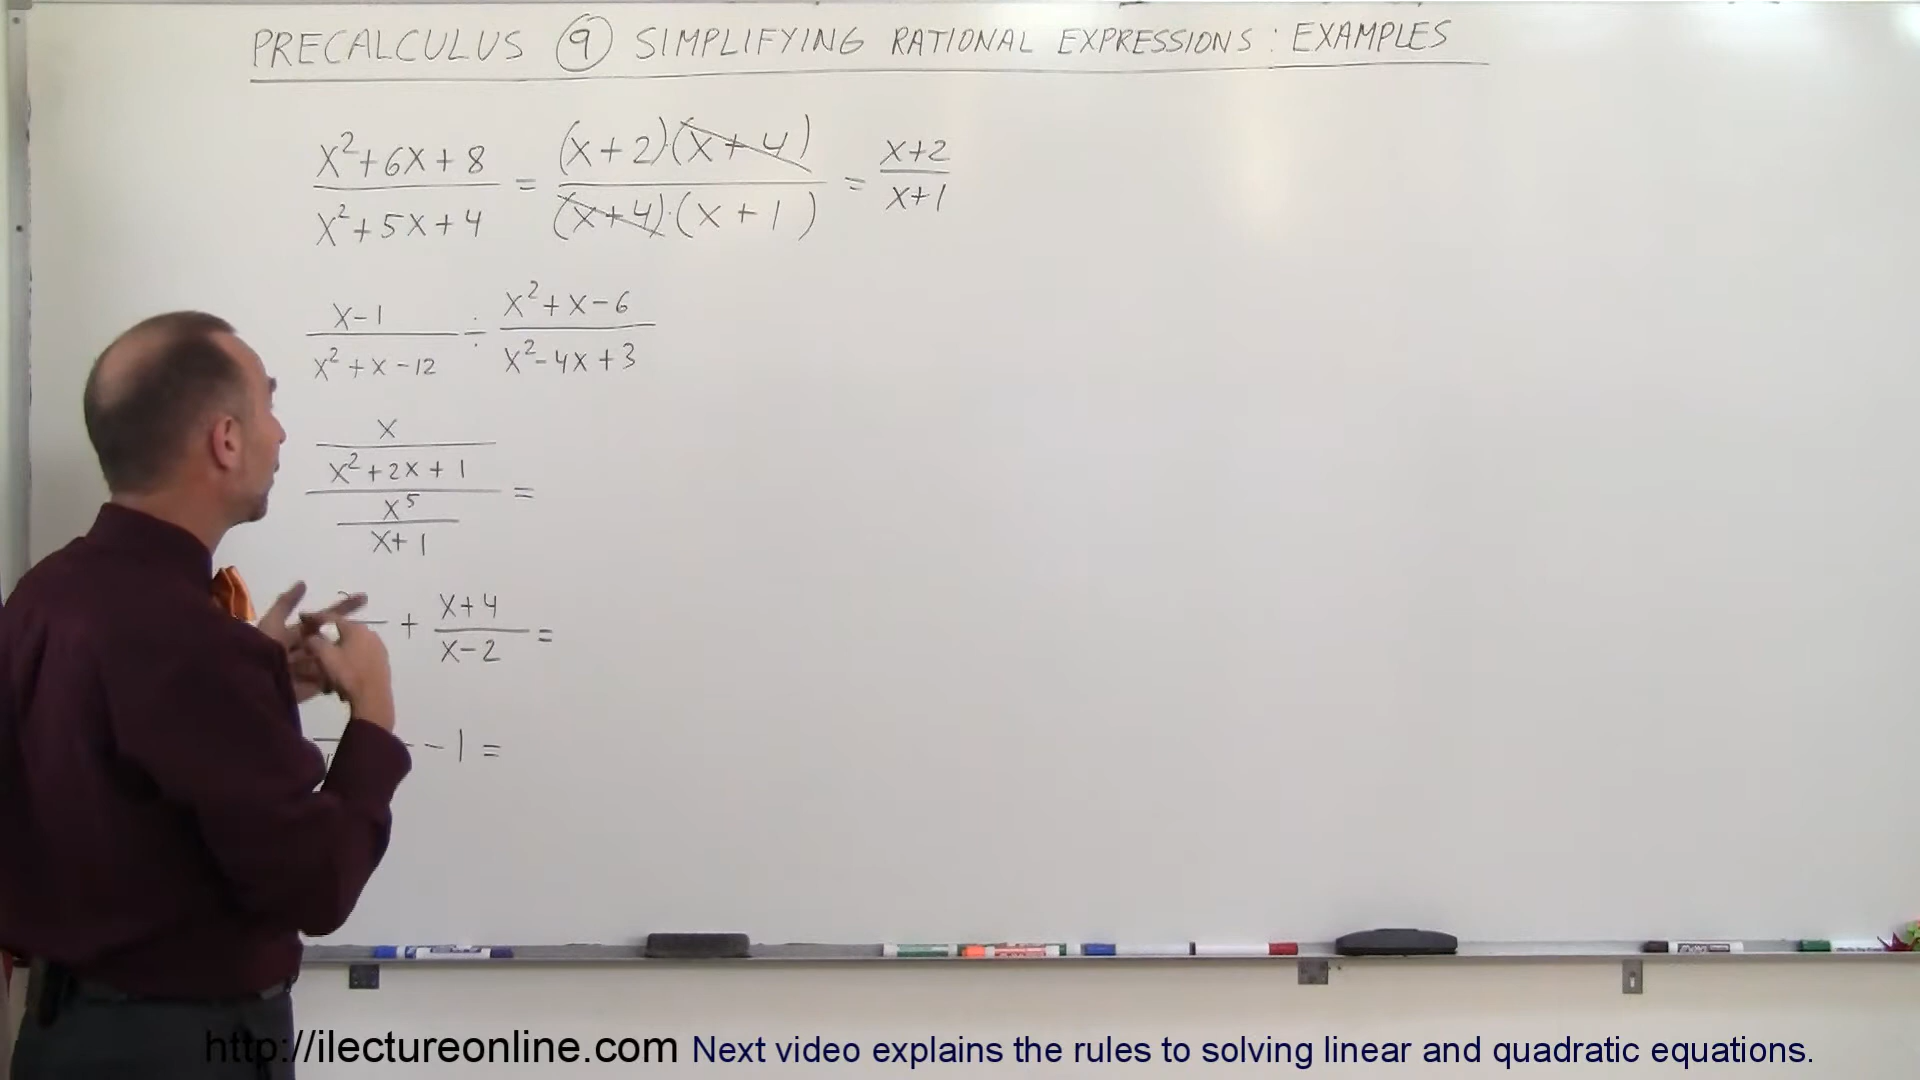 PRECALCULUS ⑨ SIMPLIFYING RATIONAL EXPRESSIONS : EXAMPLES
x²+6x+8 / x²+5x+4 = (x+2)·(x+4) / (x+4)·(x+1) = x+2 / x+1
x-1 / x²+x-12 ÷ x²+x-6 / x²-4x+3
x / x²+2x+1 / x⁵ / x+1 =
+ x+4 / x-2 =
-1 =
http://ilectureonline.com Next video explains the rules to solving linear and quadratic equations.